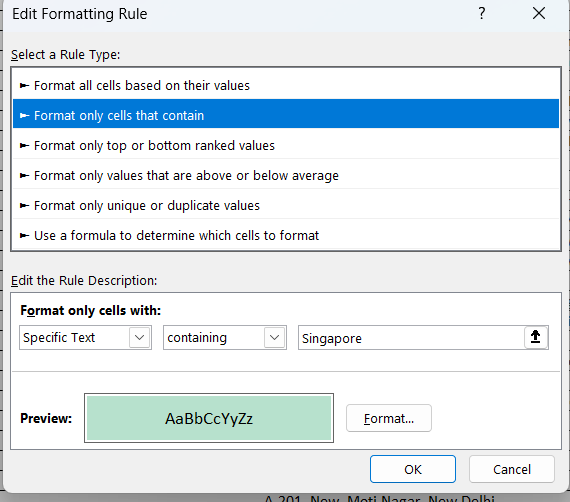 Edit Formatting Rule ?
Select a Rule Type:
► Format all cells based on their values
► Format only cells that contain
► Format only top or bottom ranked values
► Format only values that are above or below average
► Format only unique or duplicate values
► Use a formula to determine which cells to format
Edit the Rule Description:
Format only cells with:
Specific Text containing Singapore
Preview: AaBbCcYyZz Format...
OK Cancel
A-201, New Moti Nagar, New Delhi